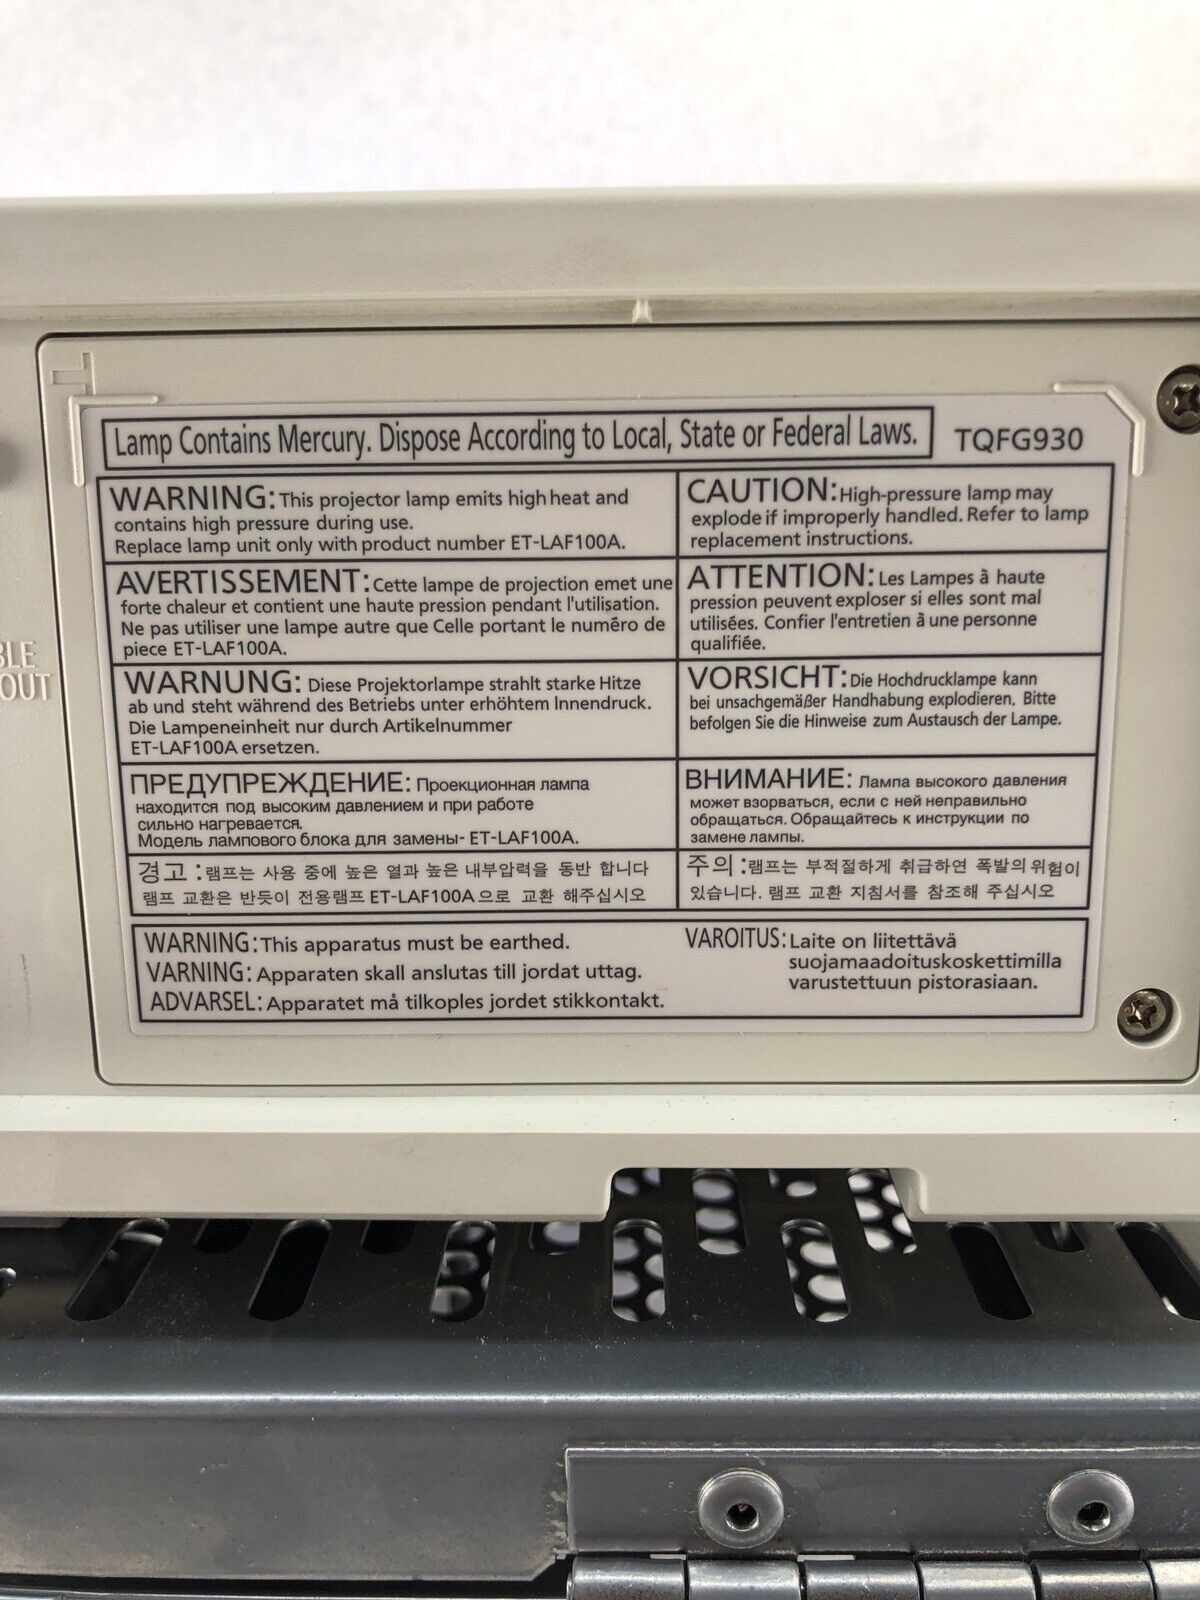 Lamp Contains Mercury. Dispose According to Local, State or Federal Laws.
TQFG930
WARNING: This projector lamp emits high heat and
contains high pressure during use.
Replace lamp unit only with product number ET-LAF100A.
CAUTION: High-pressure lamp may
explode if improperly handled. Refer to lamp
replacement instructions.
AVERTISSEMENT: Cette lampe de projection emet une
forte chaleur et contient une haute pression pendant l'utilisation.
Ne pas utiliser une lampe autre que Celle portant le numéro de
piece ET-LAF100A.
ATTENTION: Les Lampes à haute
pression peuvent exploser si elles sont mal
utilisées. Confier l'entretien à une personne
qualifiée.
WARNUNG: Diese Projektorlampe strahlt starke Hitze
ab und steht während des Betriebs unter erhöhtem Innendruck.
Die Lampeneinheit nur durch Artikelnummer
ET-LAF100A ersetzen.
VORSICHT: Die Hochdrucklampe kann
bei unsachgemäßer Handhabung explodieren. Bitte
befolgen Sie die Hinweise zum Austausch der Lampe.
ПРЕДУПРЕЖДЕНИЕ: Проекционная лампа
находится под высоким давлением и при работе
сильно нагревается.
Модель лампового блока для замены- ET-LAF100A.
ВНИМАНИЕ: Лампа высокого давления
может взорваться, если с ней неправильно
обращаться. Обращайтесь к инструкции по
замене лампы.
경고 : 램프는 사용 중에 높은 열과 높은 내부압력을 동반 합니다
램프 교환은 반듯이 전용램프 ET-LAF100A으로 교환 해주십시오
주의 : 램프는 부적절하게 취급하연 폭발의 위험이
있습니다. 램프 교환 지침서를 참조해 주십시오
WARNING: This apparatus must be earthed.
VARNING: Apparaten skall anslutas till jordat uttag.
ADVARSEL: Apparatet må tilkoples jordet stikkontakt.
VAROITUS: Laite on liitettävä
suojamaadoituskoskettimilla
varustettuun pistorasiaan.
BLE
OUT